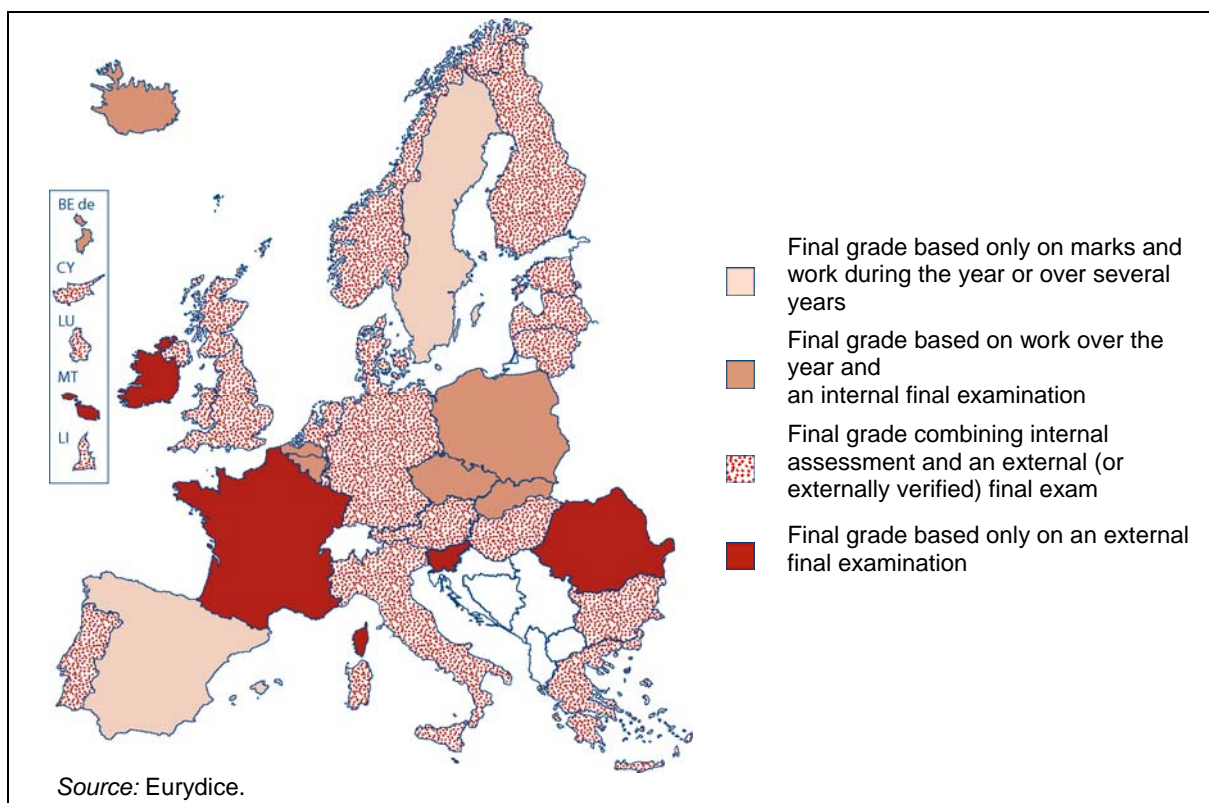 BE de
CY
LU
MT
LI
Final grade based only on marks and
work during the year or over several
years
Final grade based on work over the
year and
an internal final examination
Final grade combining internal
assessment and an external (or
externally verified) final exam
Final grade based only on an external
final examination
Source: Eurydice.